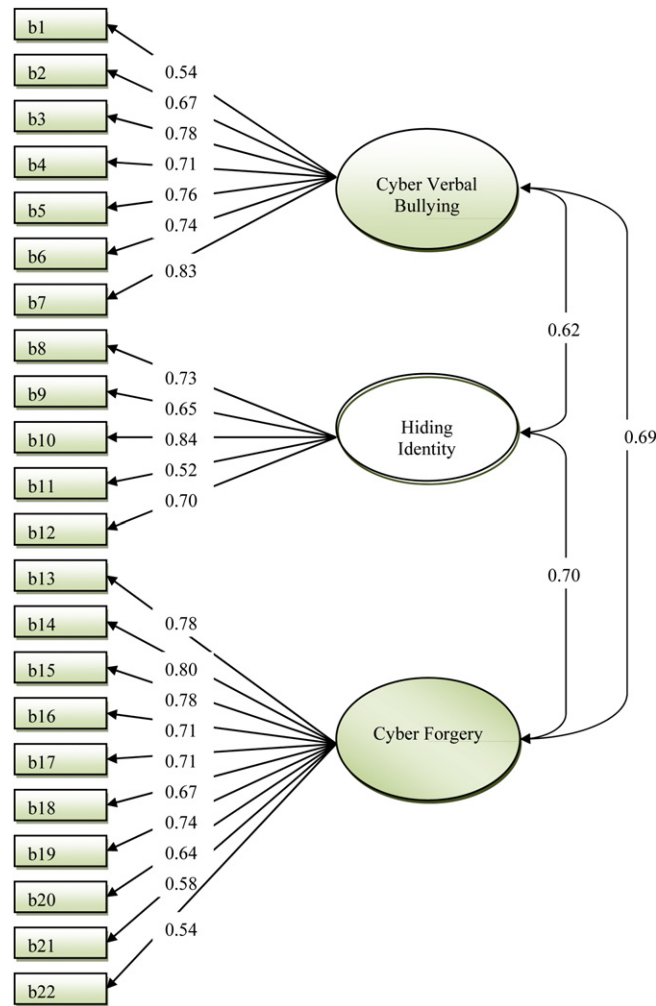 b1
b2
b3
b4
b5
b6
b7
b8
b9
b10
b11
b12
b13
b14
b15
b16
b17
b18
b19
b20
b21
b22
0.54
0.67
0.78
0.71
0.76
0.74
0.83
0.73
0.65
0.84
0.52
0.70
0.78
0.80
0.78
0.71
0.71
0.67
0.74
0.64
0.58
0.54
Cyber Verbal
Bullying
Hiding
Identity
Cyber Forgery
0.62
0.70
0.69